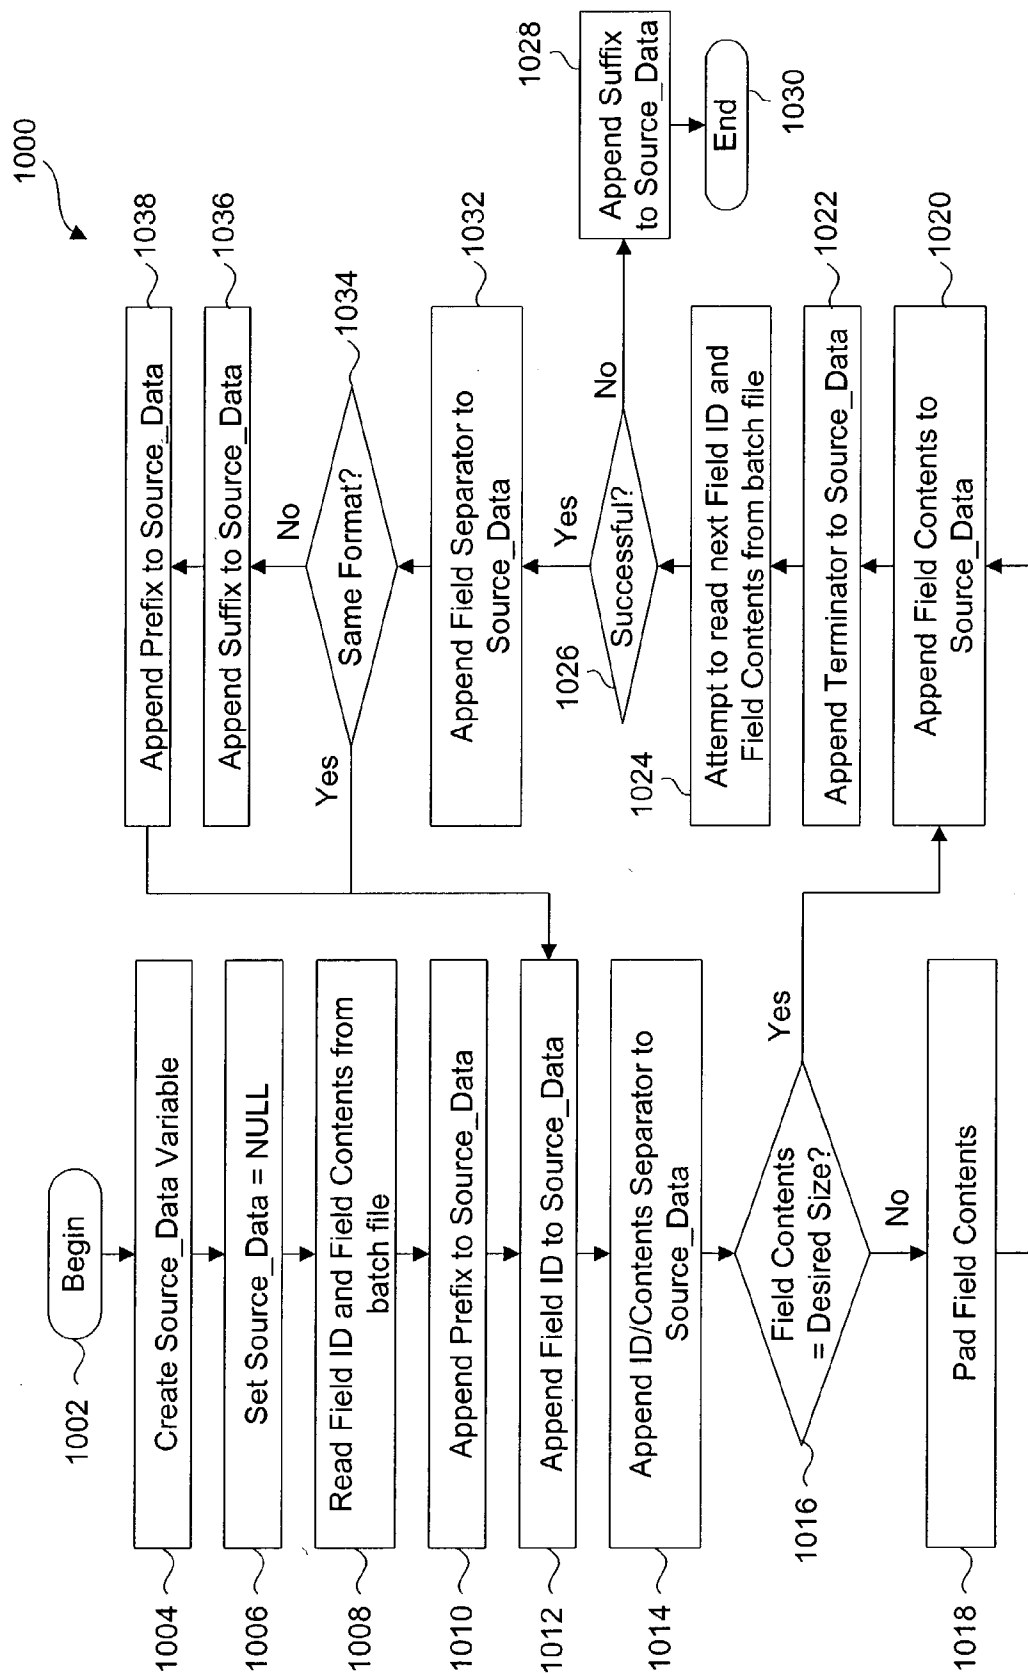 1000
Begin
1002
Create Source_Data Variable
1004
Set Source_Data = NULL
1006
Read Field ID and Field Contents from
batch file
1008
Append Prefix to Source_Data
1010
Append Field ID to Source_Data
1012
Append ID/Contents Separator to
Source_Data
1014
Field Contents
= Desired Size?
1016
Yes
No
Pad Field Contents
1018
Append Prefix to Source_Data
1038
Append Suffix to Source_Data
1036
No
Same Format?
1034
Yes
Append Field Separator to
Source_Data
1032
Yes
Successful?
1026
No
Attempt to read next Field ID and
Field Contents from batch file
1024
Append Terminator to Source_Data
1022
Append Field Contents to
Source_Data
1020
Append Suffix
to Source_Data
1028
End
1030